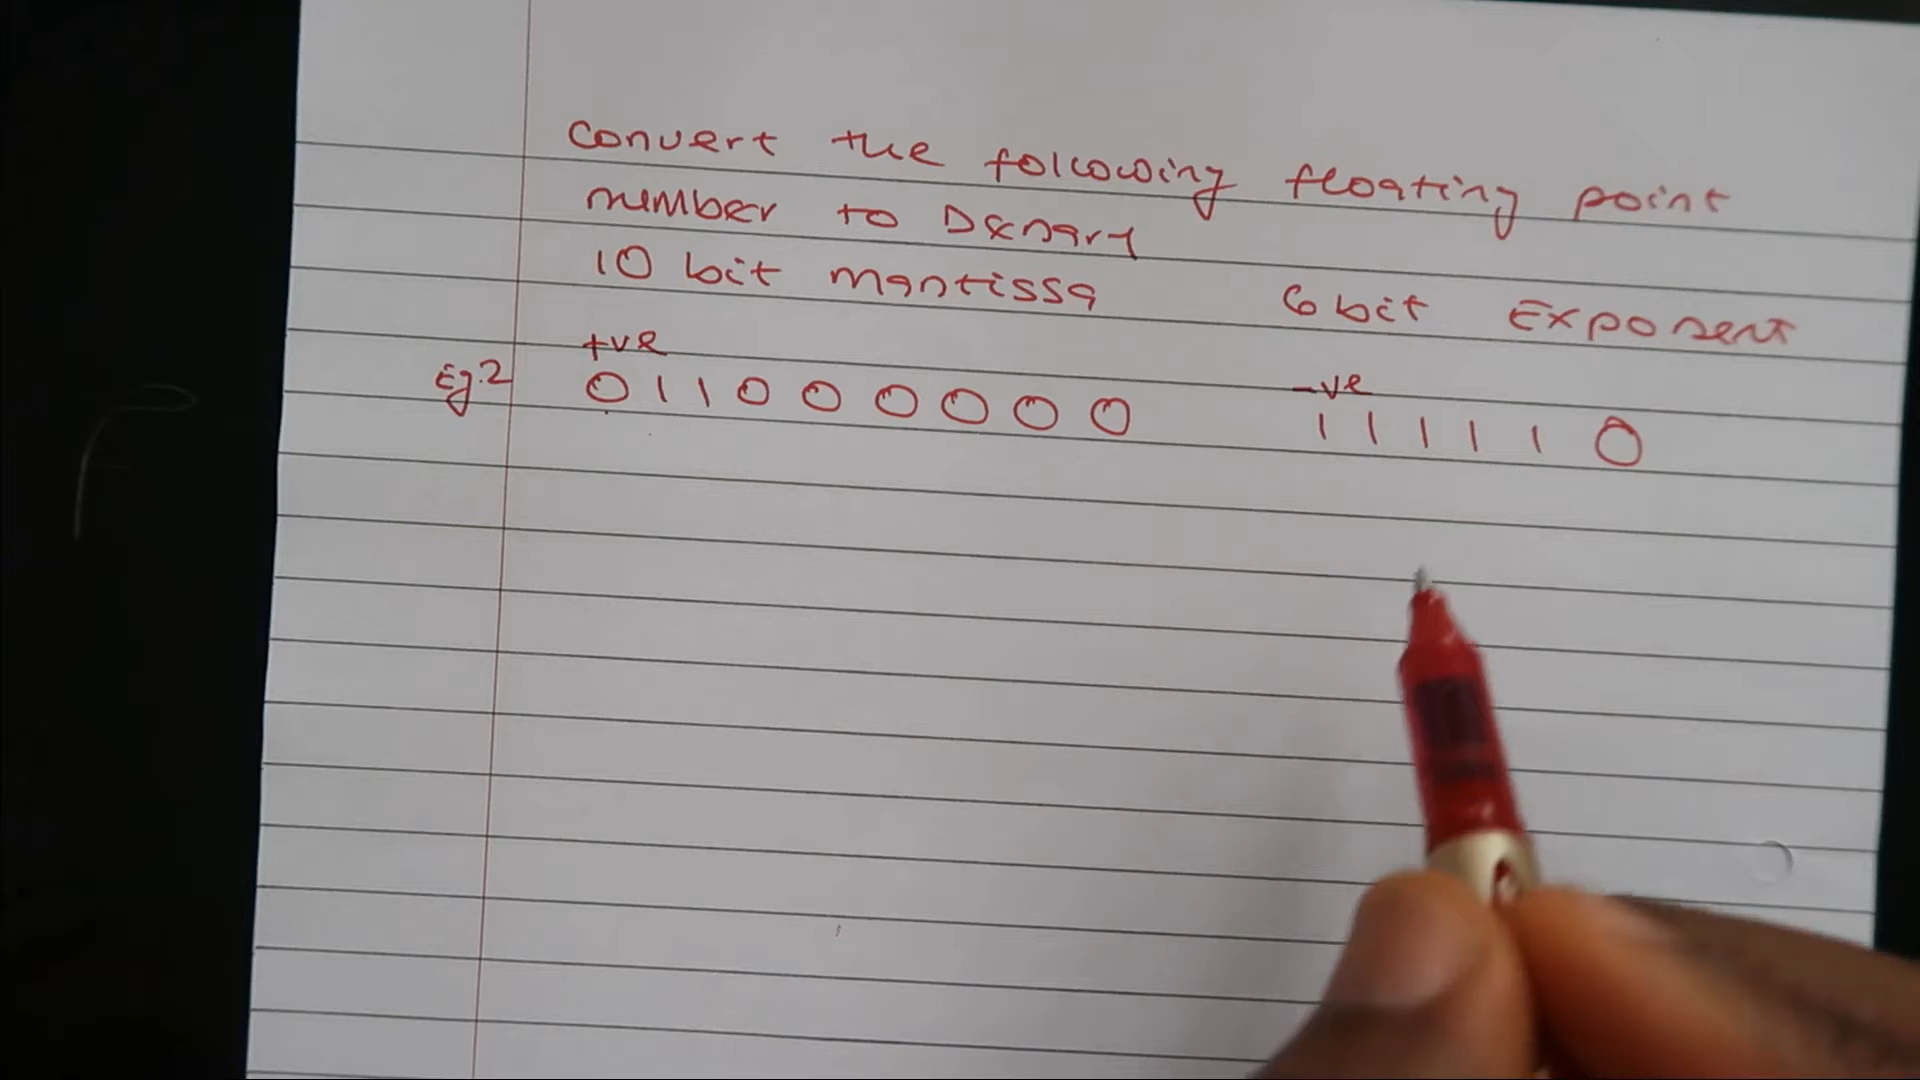 Convert the following floating point
number to Denary
10 bit mantissa 6 bit Exponent
+ve -ve
Eg.2 0 1 1 0 0 0 0 0 0 1 1 1 1 1 0